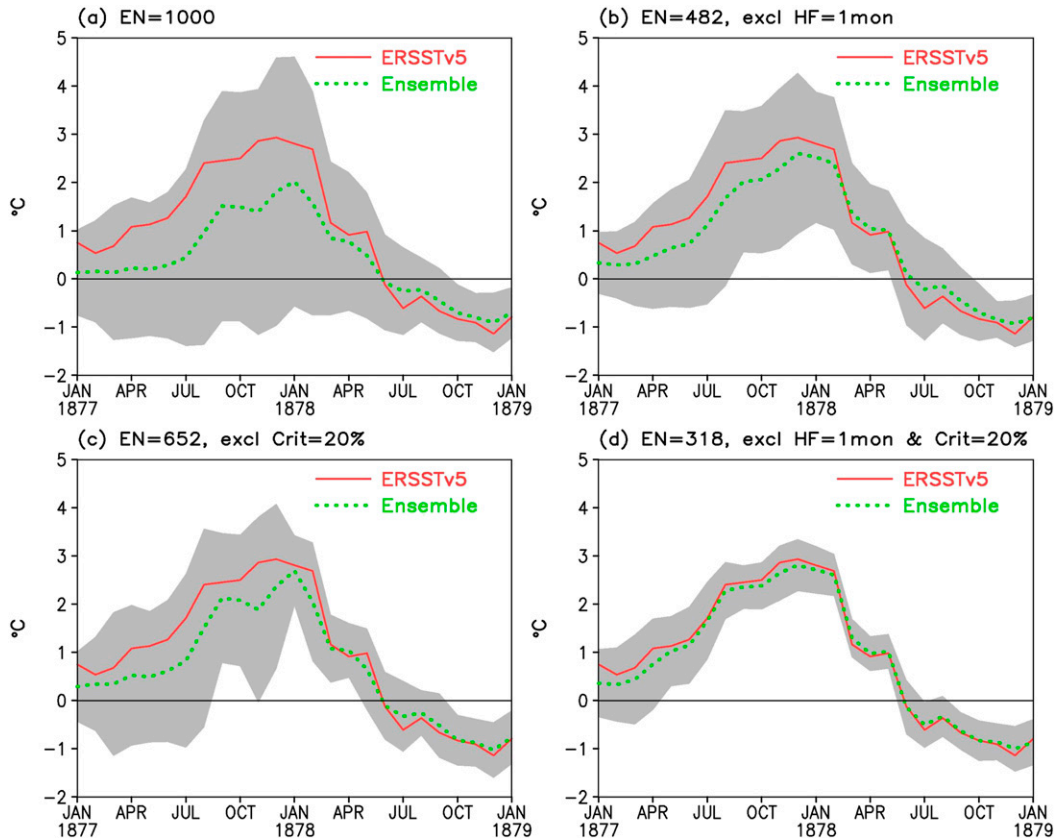 (a) EN=1000
5
4
3
2
1
0
−1
−2
°C
ERSSTv5
Ensemble
JAN APR JUL OCT JAN APR JUL OCT JAN
1877 1878 1879
(b) EN=482, excl HF=1mon
5
4
3
2
1
0
−1
−2
°C
ERSSTv5
Ensemble
JAN APR JUL OCT JAN APR JUL OCT JAN
1877 1878 1879
(c) EN=652, excl Crit=20%
5
4
3
2
1
0
−1
−2
°C
ERSSTv5
Ensemble
JAN APR JUL OCT JAN APR JUL OCT JAN
1877 1878 1879
(d) EN=318, excl HF=1mon & Crit=20%
5
4
3
2
1
0
−1
−2
°C
ERSSTv5
Ensemble
JAN APR JUL OCT JAN APR JUL OCT JAN
1877 1878 1879